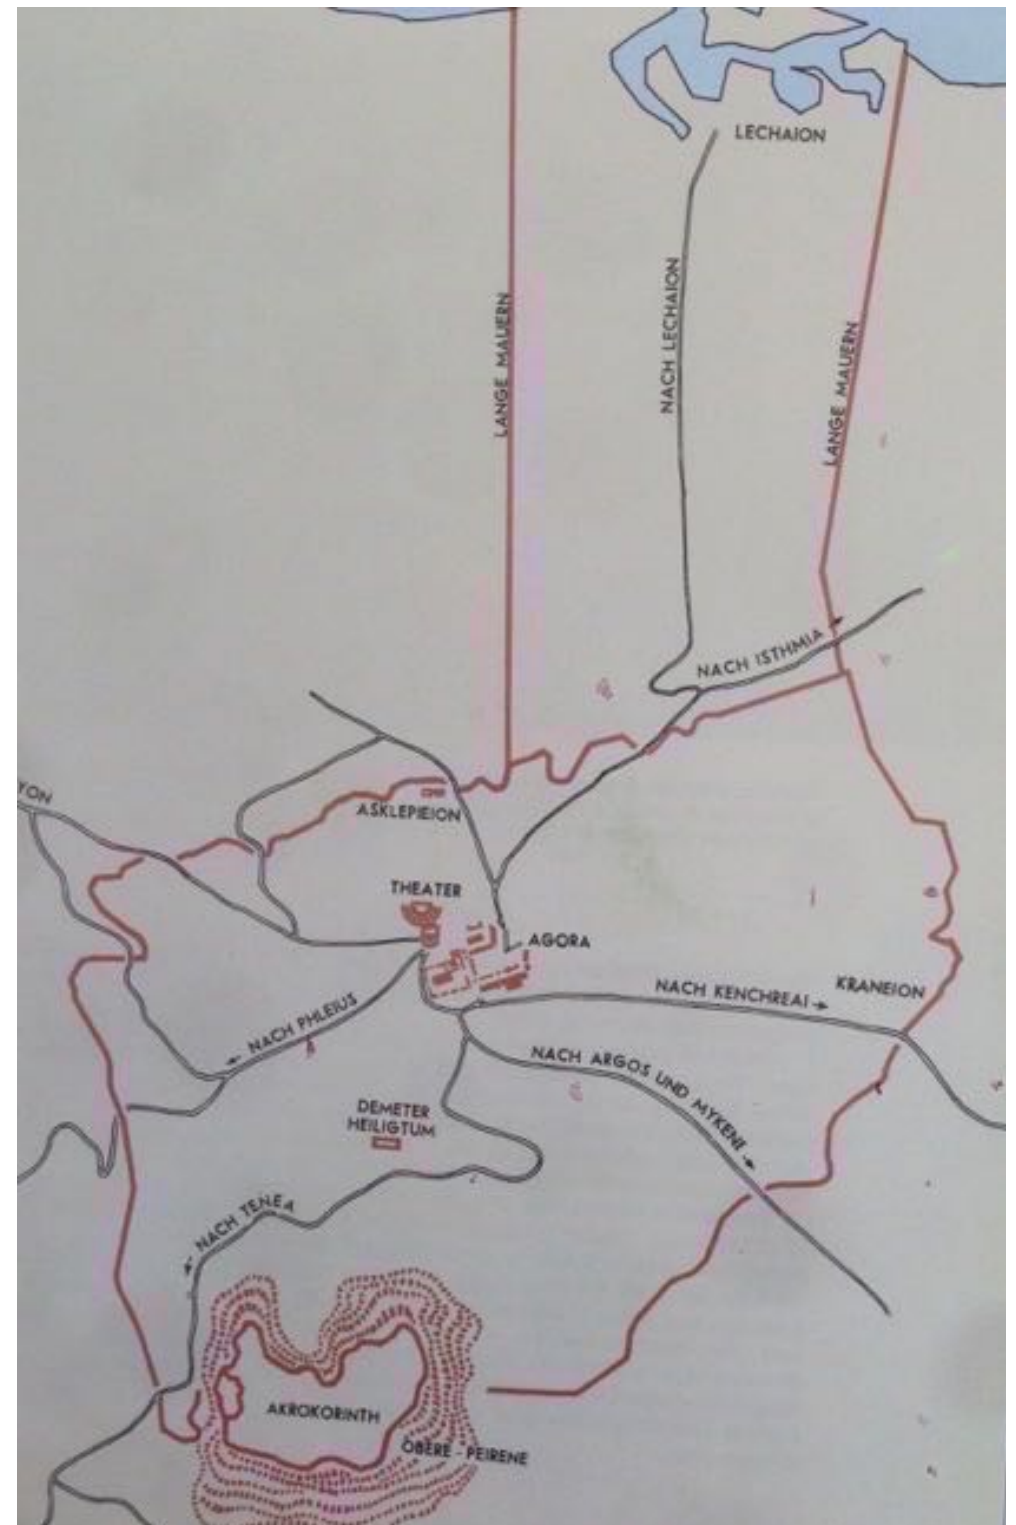 LECHAION
LANGE MAUERN
NACH LECHAION
LANGE MAUERN
NACH ISTHMIA
YON
ASKLEPIEION
THEATER
AGORA
NACH PHLEIUS
NACH KENCHREAI
KRANEION
NACH ARGOS UND MYKENE
DEMETER
HEILIGTUM
NACH TENEA
AKROKORINTH
OBERE - PEIRENE